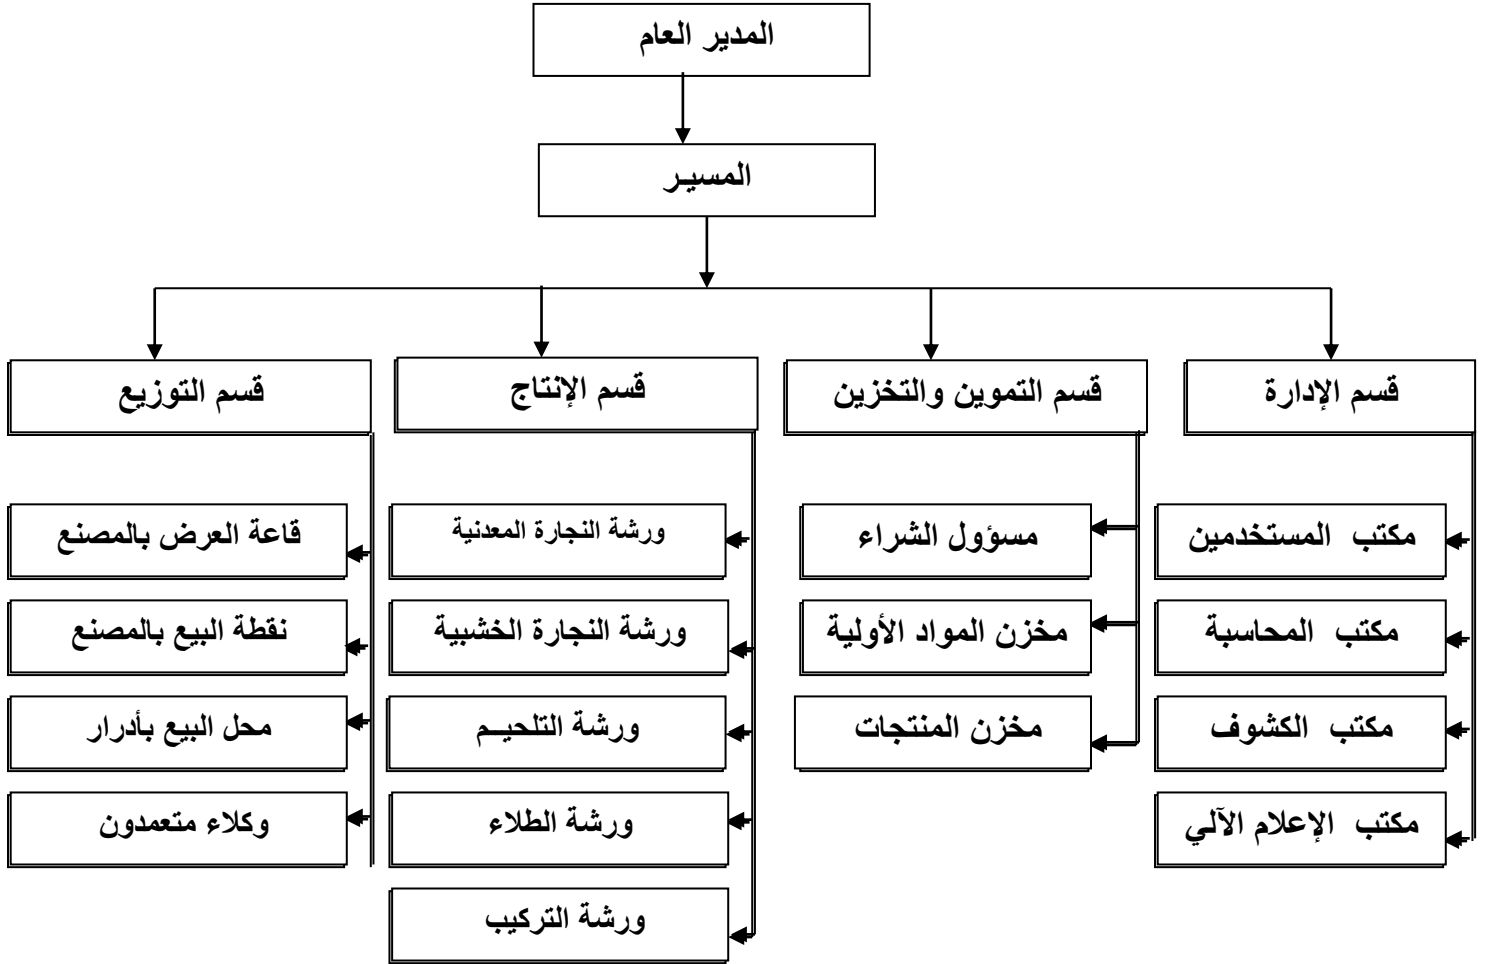 المدير العام
المسيـر
قسم الإدارة
قسم التموين والتخزين
قسم الإنتاج
قسم التوزيع
مكتب المستخدمين
مكتب المحاسبة
مكتب الكشوف
مكتب الإعلام الآلي
مسؤول الشراء
مخزن المواد الأولية
مخزن المنتجات
ورشة النجارة المعدنية
ورشة النجارة الخشبية
ورشة التلحيـم
ورشة الطلاء
ورشة التركيب
قاعة العرض بالمصنع
نقطة البيع بالمصنع
محل البيع بأدرار
وكلاء متعمدون